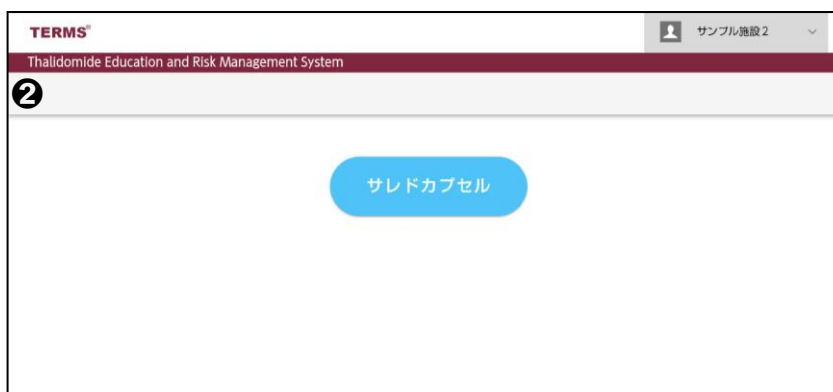 TERMS®
サンプル施設2
Thalidomide Education and Risk Management System
❷
サレドカプセル